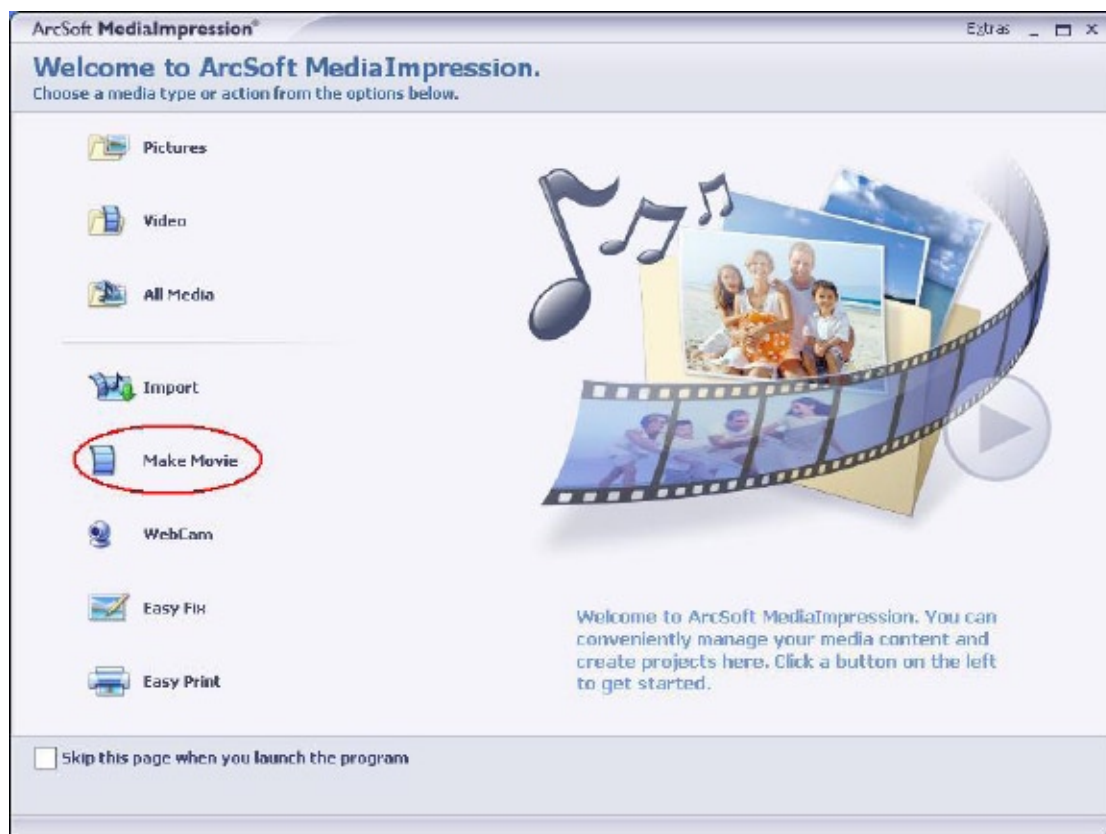 ArcSoft MediaImpression®
Extras
Welcome to ArcSoft MediaImpression.
Choose a media type or action from the options below.
Pictures
Video
All Media
Import
Make Movie
WebCam
Easy Fix
Easy Print
Welcome to ArcSoft MediaImpression. You can
conveniently manage your media content and
create projects here. Click a button on the left
to get started.
Skip this page when you launch the program